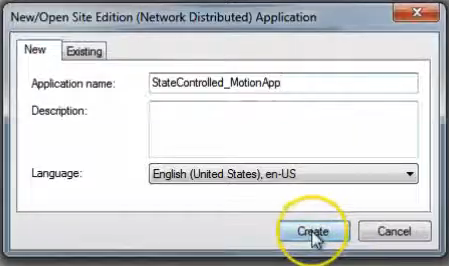 New/Open Site Edition (Network Distributed) Application
New
Existing
Application name:
StateControlled_MotionApp
Description:
Language:
English (United States), en-US
Create
Cancel